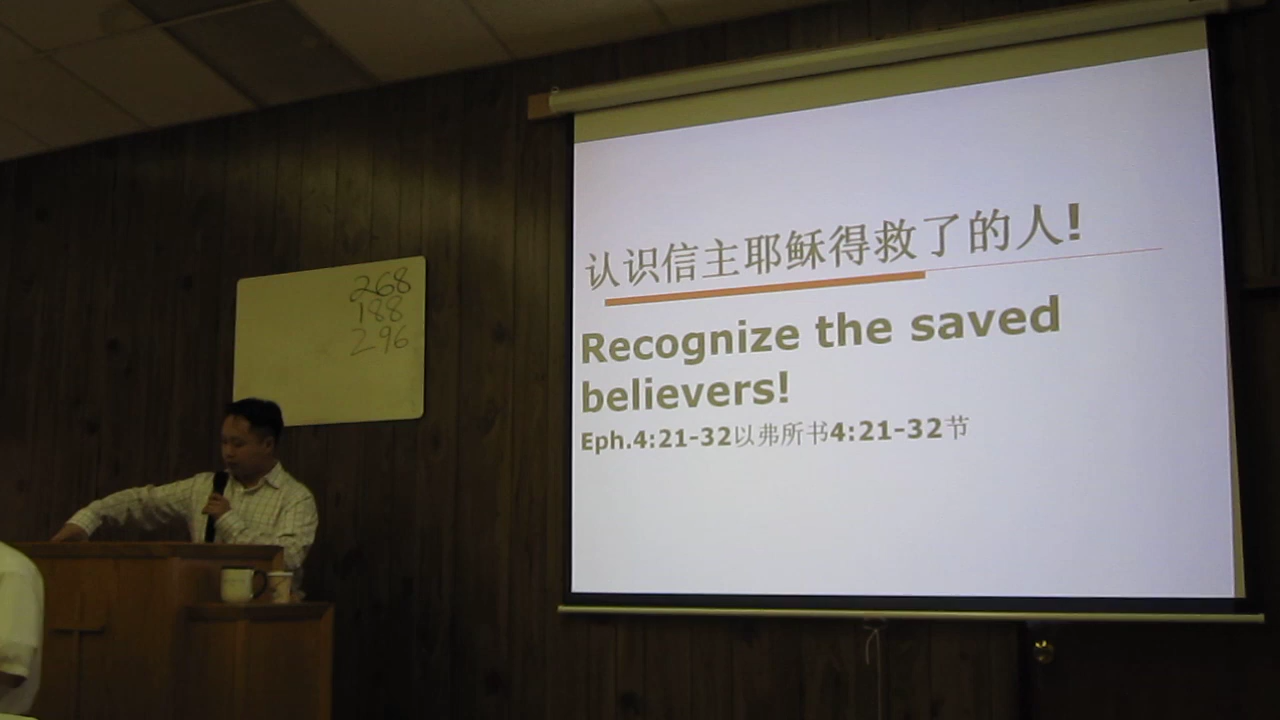 268
188
296
认识信主耶稣得救了的人!
Recognize the saved
believers!
Eph.4:21-32以弗所书4:21-32节